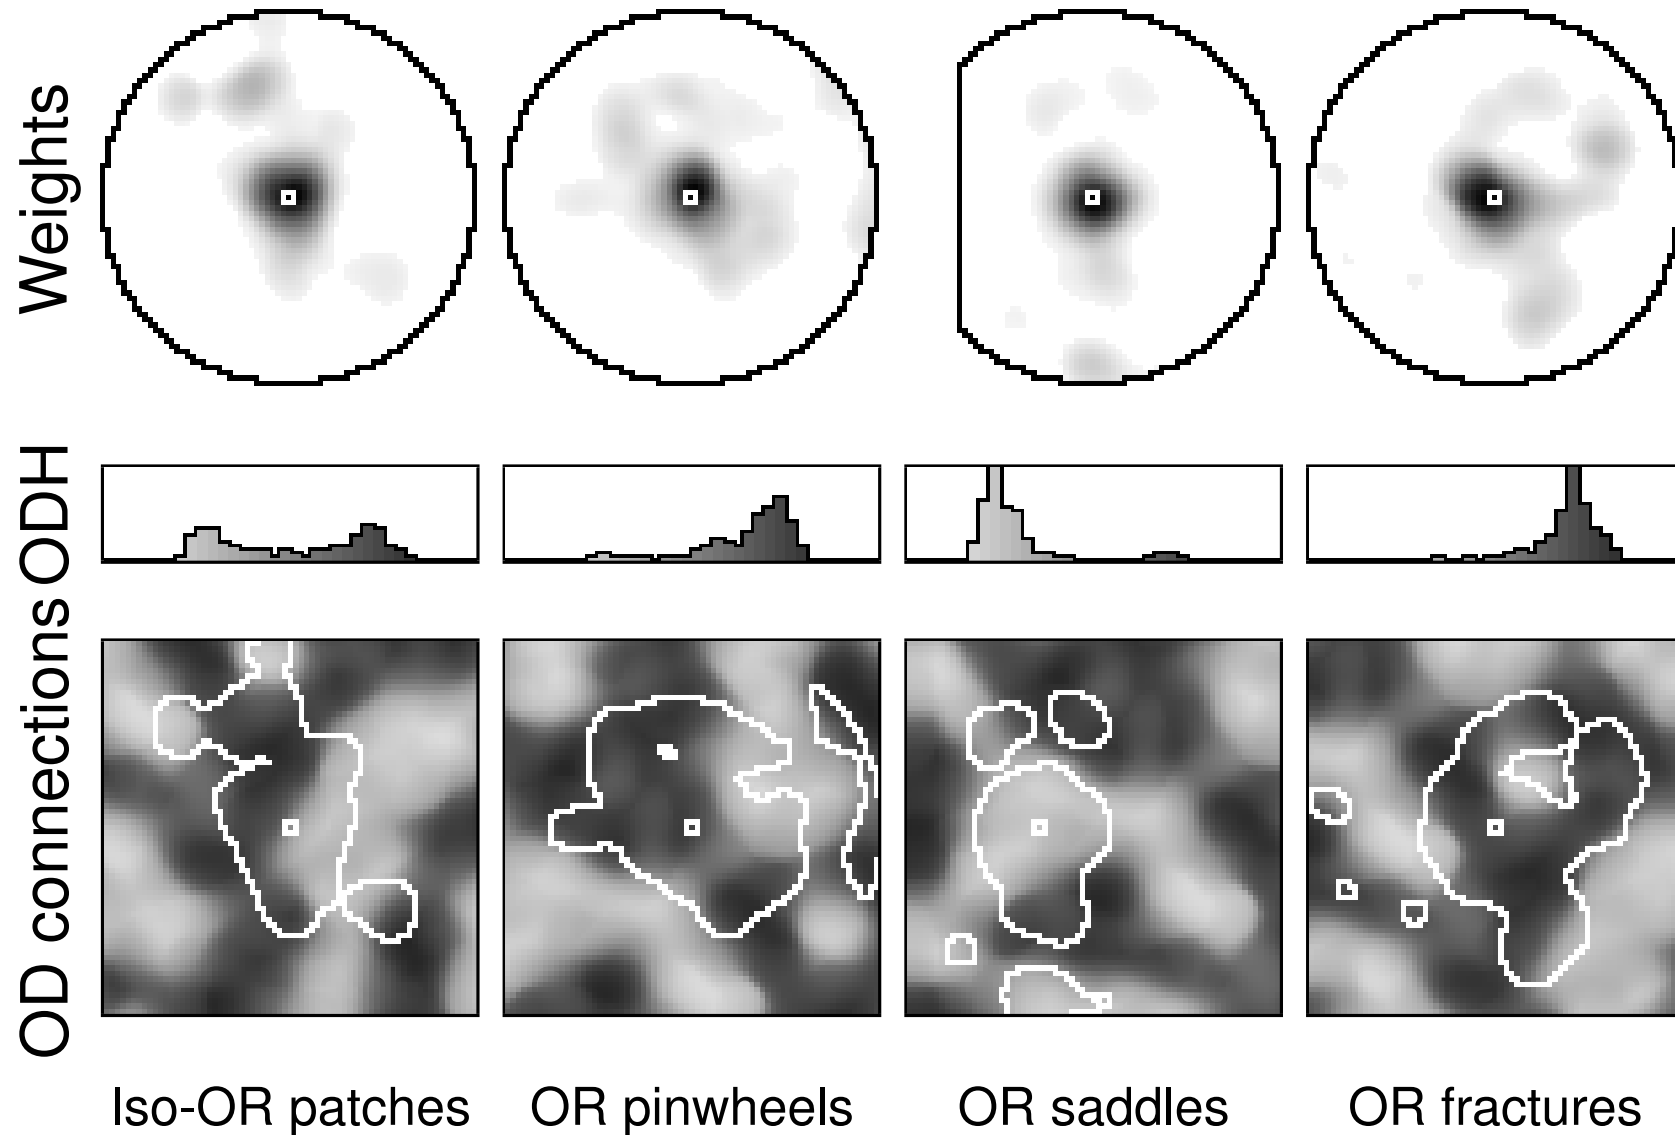 Weights
ODH
OD connections
Iso-OR patches
OR pinwheels
OR saddles
OR fractures